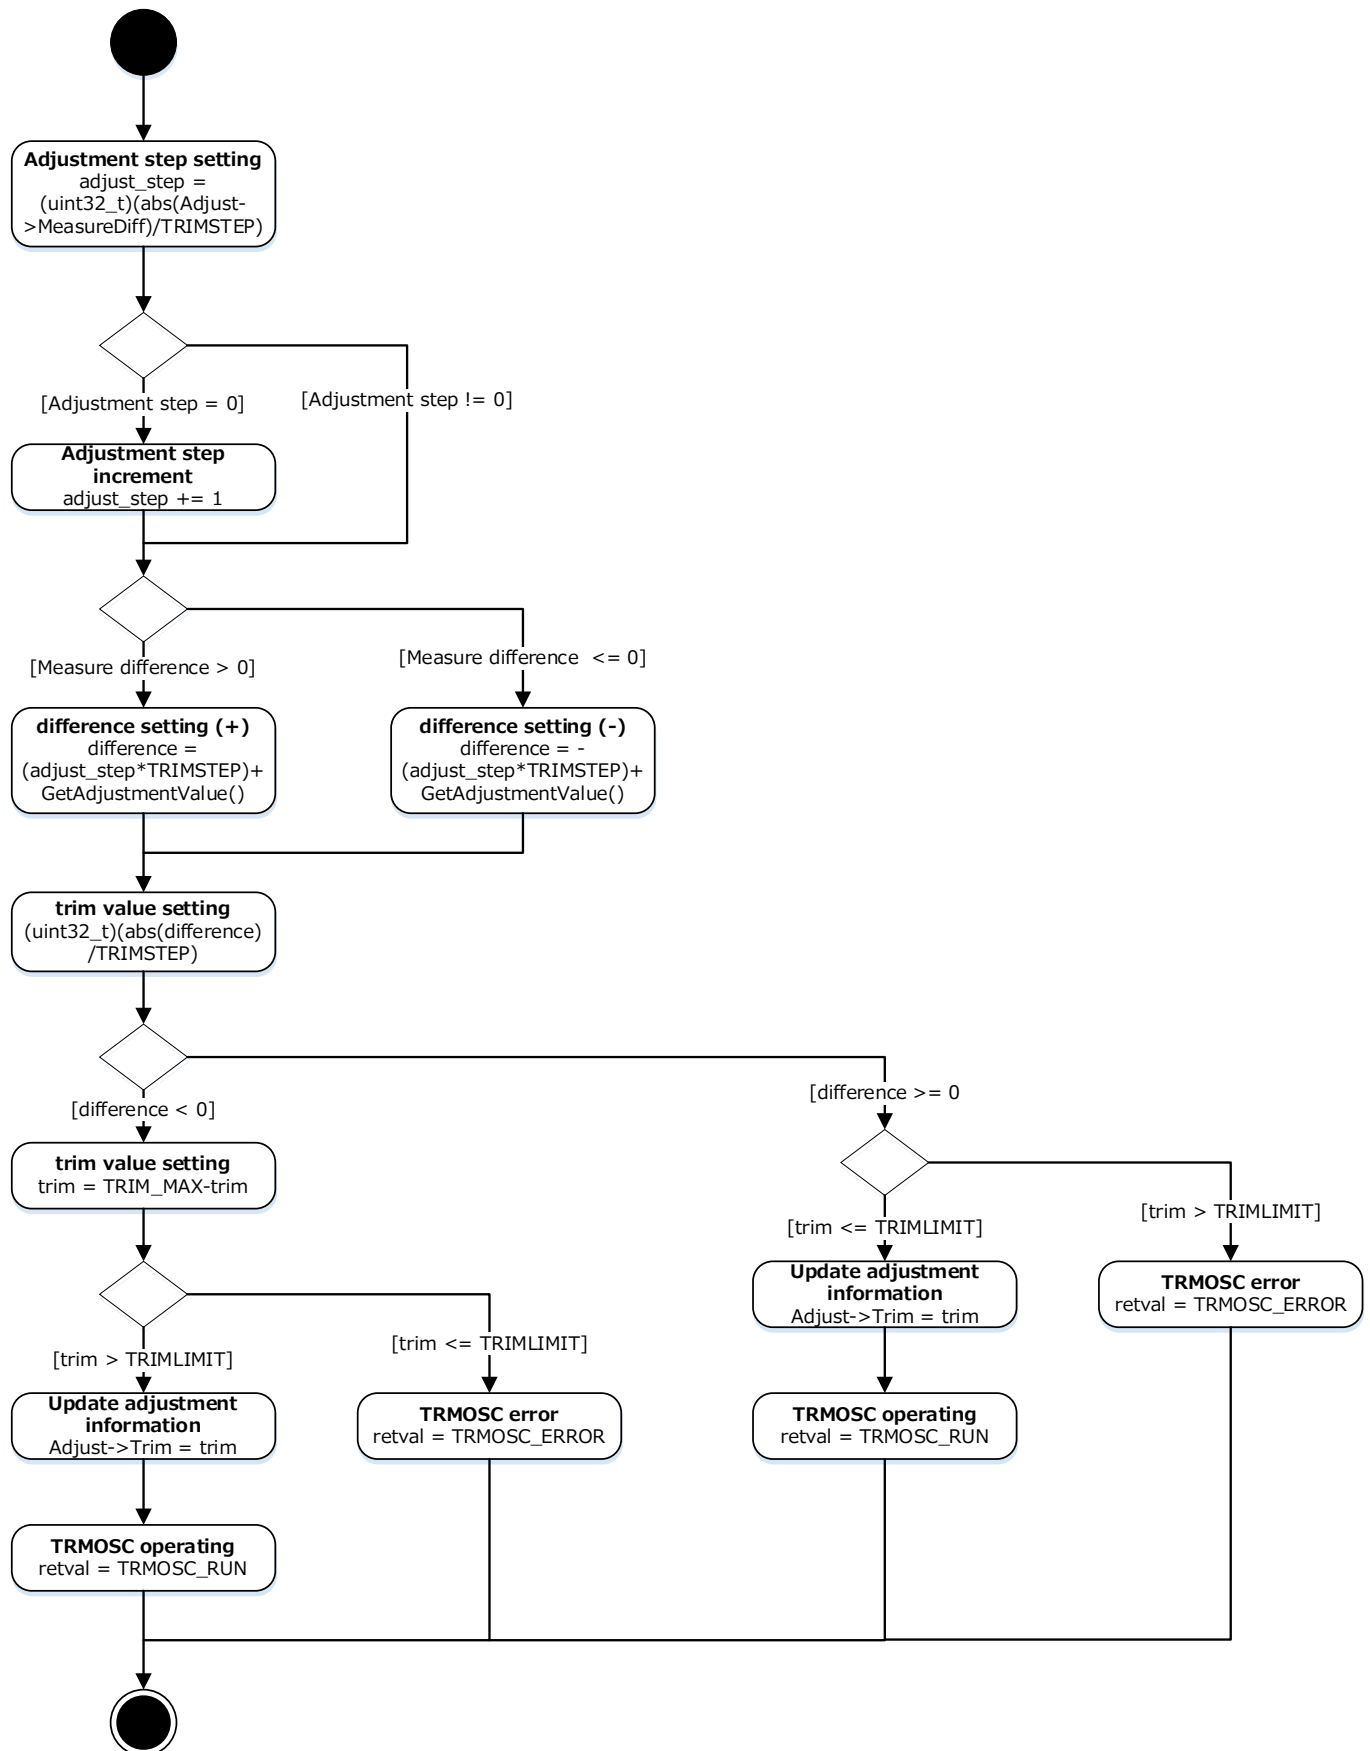 Adjustment step setting
adjust_step =
(uint32_t)(abs(Adjust-
>MeasureDiff)/TRIMSTEP)
[Adjustment step = 0]
[Adjustment step != 0]
Adjustment step
increment
adjust_step += 1
[Measure difference > 0]
[Measure difference  <= 0]
difference setting (+)
difference =
(adjust_step*TRIMSTEP)+
GetAdjustmentValue()
difference setting (-)
difference = -
(adjust_step*TRIMSTEP)+
GetAdjustmentValue()
trim value setting
(uint32_t)(abs(difference)
/TRIMSTEP)
[difference < 0]
[difference >= 0
trim value setting
trim = TRIM_MAX-trim
[trim <= TRIMLIMIT]
[trim > TRIMLIMIT]
Update adjustment
information
Adjust->Trim = trim
TRMOSC error
retval = TRMOSC_ERROR
[trim > TRIMLIMIT]
[trim <= TRIMLIMIT]
Update adjustment
information
Adjust->Trim = trim
TRMOSC error
retval = TRMOSC_ERROR
TRMOSC operating
retval = TRMOSC_RUN
TRMOSC operating
retval = TRMOSC_RUN